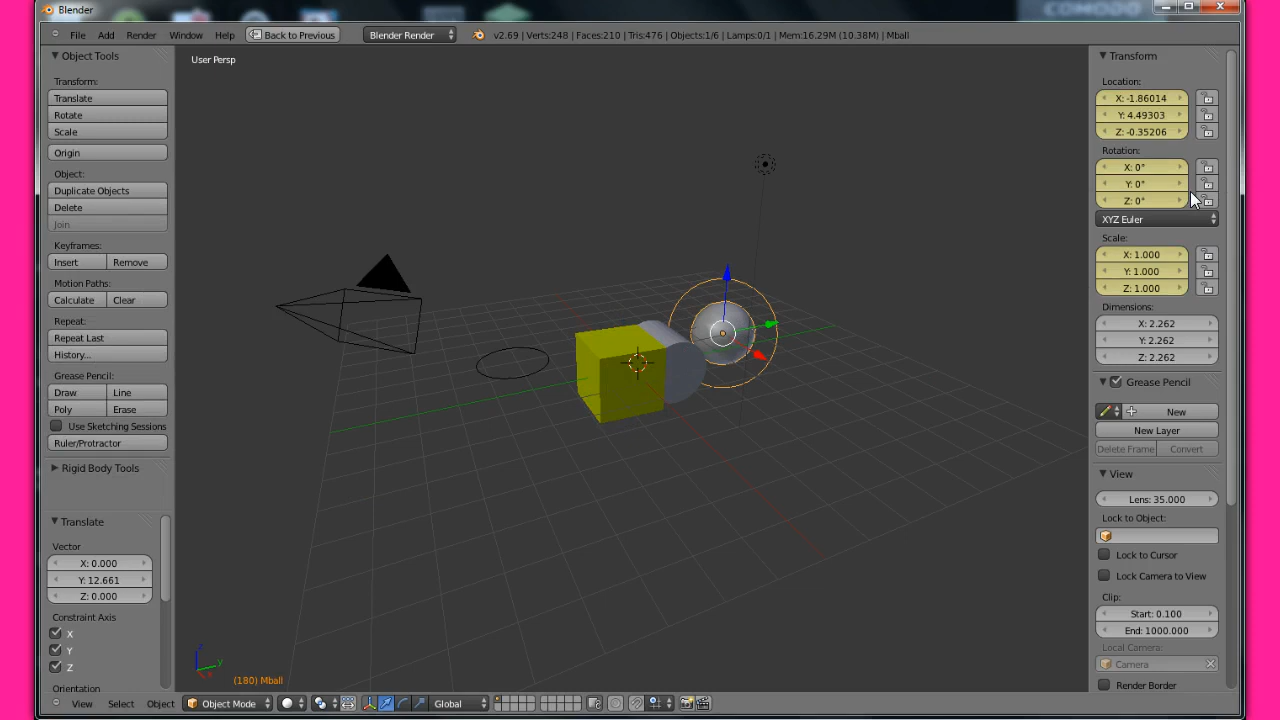 COMODO
Blender
File Add Render Window Help Back to Previous Blender Render v2.69 | Verts:248 | Faces:210 | Tris:476 | Objects:1/6 | Lamps:0/1 | Mem:16.29M (10.38M) | Mball
Object Tools
Transform:
Translate
Rotate
Scale
Origin
Object:
Duplicate Objects
Delete
Join
Keyframes:
Insert Remove
Motion Paths:
Calculate Clear
Repeat:
Repeat Last
History...
Grease Pencil:
Draw Line
Poly Erase
Use Sketching Sessions
Ruler/Protractor
Rigid Body Tools
Translate
Vector
X: 0.000
Y: 12.661
Z: 0.000
Constraint Axis
X
Y
Z
Orientation
User Persp
z
y
x
(180) Mball
View Select Object Object Mode Global
Transform
Location:
X: -1.86014
Y: 4.49303
Z: -0.35206
Rotation:
X: 0°
Y: 0°
Z: 0°
XYZ Euler
Scale:
X: 1.000
Y: 1.000
Z: 1.000
Dimensions:
X: 2.262
Y: 2.262
Z: 2.262
Grease Pencil
New
New Layer
Delete Frame Convert
View
Lens: 35.000
Lock to Object:
Lock to Cursor
Lock Camera to View
Clip:
Start: 0.100
End: 1000.000
Local Camera:
Camera
Render Border